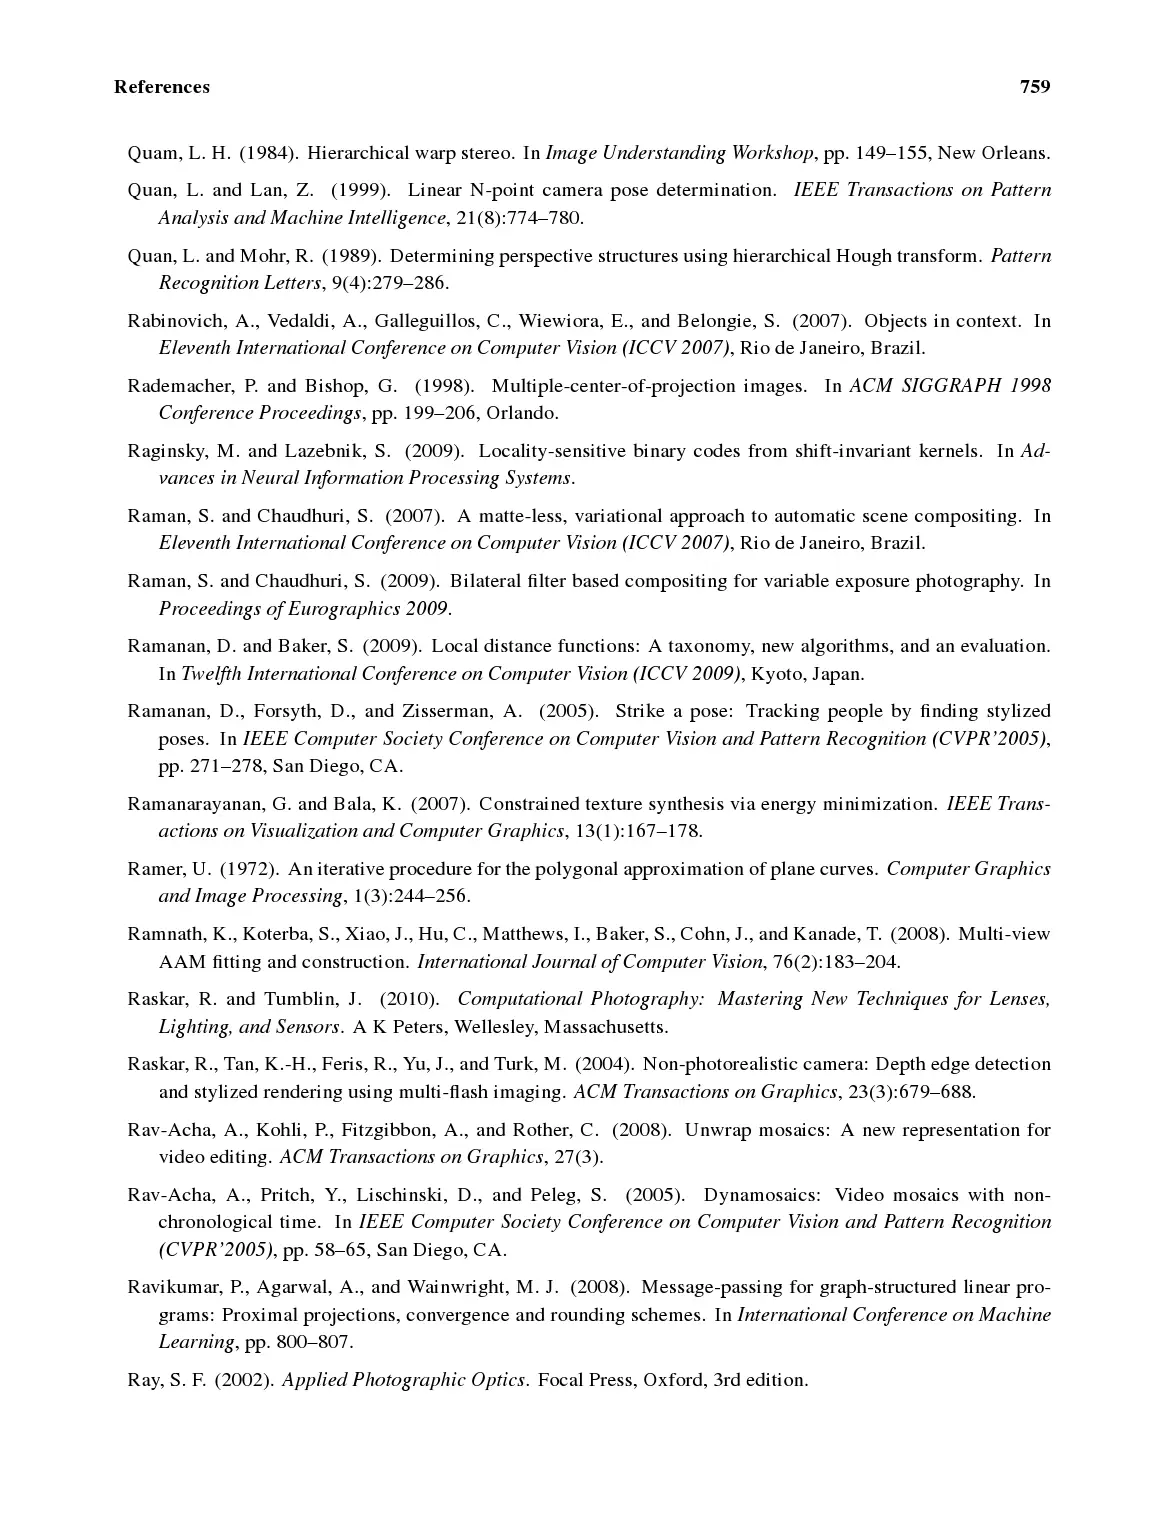 References 759
Quam, L. H. (1984). Hierarchical warp stereo. In Image Understanding Workshop, pp. 149–155, New Orleans.
Quan, L. and Lan, Z. (1999). Linear N-point camera pose determination. IEEE Transactions on Pattern
Analysis and Machine Intelligence, 21(8):774–780.
Quan, L. and Mohr, R. (1989). Determining perspective structures using hierarchical Hough transform. Pattern
Recognition Letters, 9(4):279–286.
Rabinovich, A., Vedaldi, A., Galleguillos, C., Wiewiora, E., and Belongie, S. (2007). Objects in context. In
Eleventh International Conference on Computer Vision (ICCV 2007), Rio de Janeiro, Brazil.
Rademacher, P. and Bishop, G. (1998). Multiple-center-of-projection images. In ACM SIGGRAPH 1998
Conference Proceedings, pp. 199–206, Orlando.
Raginsky, M. and Lazebnik, S. (2009). Locality-sensitive binary codes from shift-invariant kernels. In Ad-
vances in Neural Information Processing Systems.
Raman, S. and Chaudhuri, S. (2007). A matte-less, variational approach to automatic scene compositing. In
Eleventh International Conference on Computer Vision (ICCV 2007), Rio de Janeiro, Brazil.
Raman, S. and Chaudhuri, S. (2009). Bilateral filter based compositing for variable exposure photography. In
Proceedings of Eurographics 2009.
Ramanan, D. and Baker, S. (2009). Local distance functions: A taxonomy, new algorithms, and an evaluation.
In Twelfth International Conference on Computer Vision (ICCV 2009), Kyoto, Japan.
Ramanan, D., Forsyth, D., and Zisserman, A. (2005). Strike a pose: Tracking people by finding stylized
poses. In IEEE Computer Society Conference on Computer Vision and Pattern Recognition (CVPR'2005),
pp. 271–278, San Diego, CA.
Ramanarayanan, G. and Bala, K. (2007). Constrained texture synthesis via energy minimization. IEEE Trans-
actions on Visualization and Computer Graphics, 13(1):167–178.
Ramer, U. (1972). An iterative procedure for the polygonal approximation of plane curves. Computer Graphics
and Image Processing, 1(3):244–256.
Ramnath, K., Koterba, S., Xiao, J., Hu, C., Matthews, I., Baker, S., Cohn, J., and Kanade, T. (2008). Multi-view
AAM fitting and construction. International Journal of Computer Vision, 76(2):183–204.
Raskar, R. and Tumblin, J. (2010). Computational Photography: Mastering New Techniques for Lenses,
Lighting, and Sensors. A K Peters, Wellesley, Massachusetts.
Raskar, R., Tan, K.-H., Feris, R., Yu, J., and Turk, M. (2004). Non-photorealistic camera: Depth edge detection
and stylized rendering using multi-flash imaging. ACM Transactions on Graphics, 23(3):679–688.
Rav-Acha, A., Kohli, P., Fitzgibbon, A., and Rother, C. (2008). Unwrap mosaics: A new representation for
video editing. ACM Transactions on Graphics, 27(3).
Rav-Acha, A., Pritch, Y., Lischinski, D., and Peleg, S. (2005). Dynamosaics: Video mosaics with non-
chronological time. In IEEE Computer Society Conference on Computer Vision and Pattern Recognition
(CVPR'2005), pp. 58–65, San Diego, CA.
Ravikumar, P., Agarwal, A., and Wainwright, M. J. (2008). Message-passing for graph-structured linear pro-
grams: Proximal projections, convergence and rounding schemes. In International Conference on Machine
Learning, pp. 800–807.
Ray, S. F. (2002). Applied Photographic Optics. Focal Press, Oxford, 3rd edition.